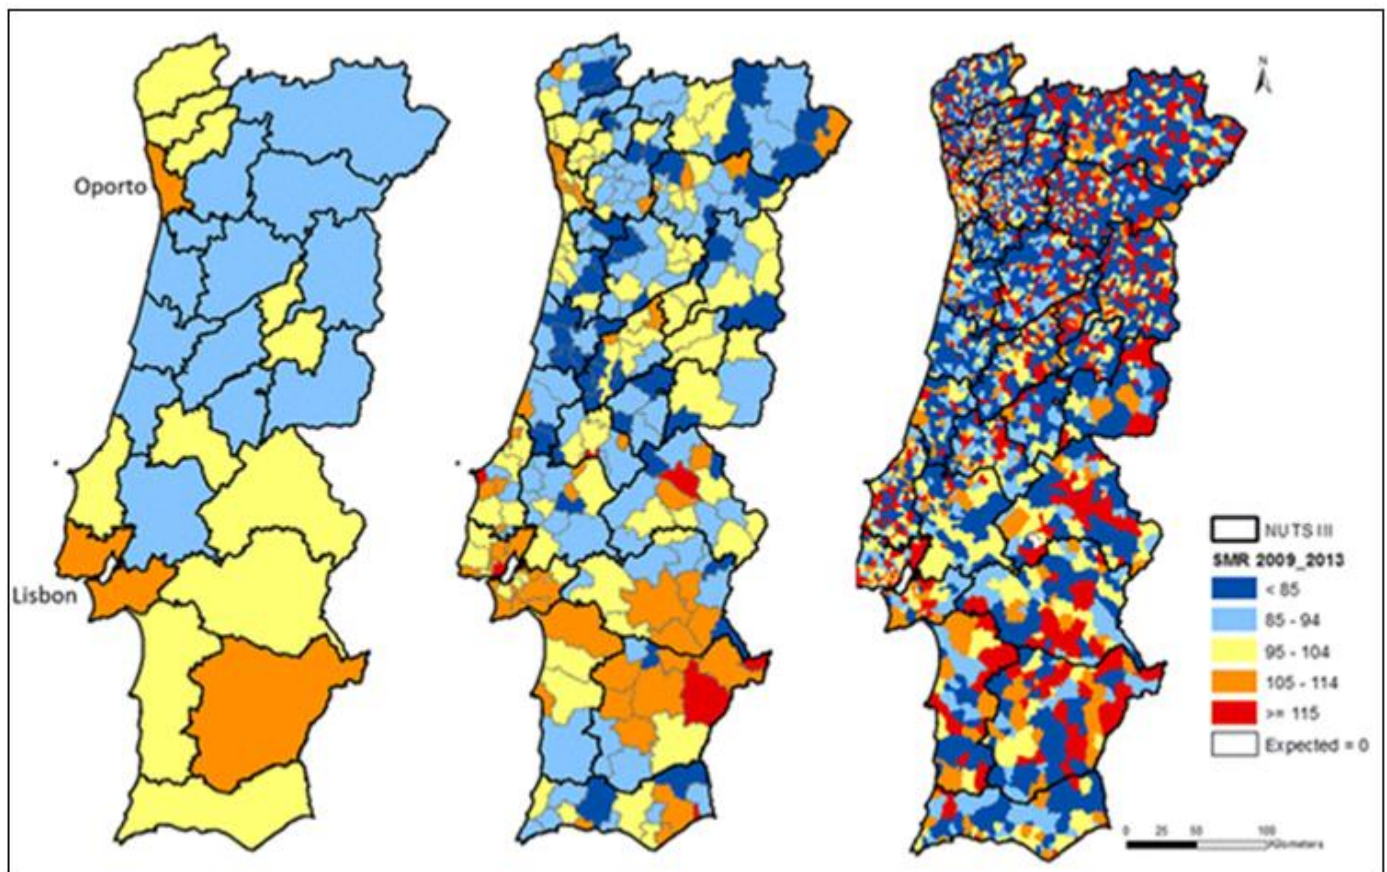 Oporto
Lisbon
N
NUTS III
SMR 2009_2013
< 85
85 - 94
95 - 104
105 - 114
>= 115
Expected = 0
0 25 50 100
Kilometers